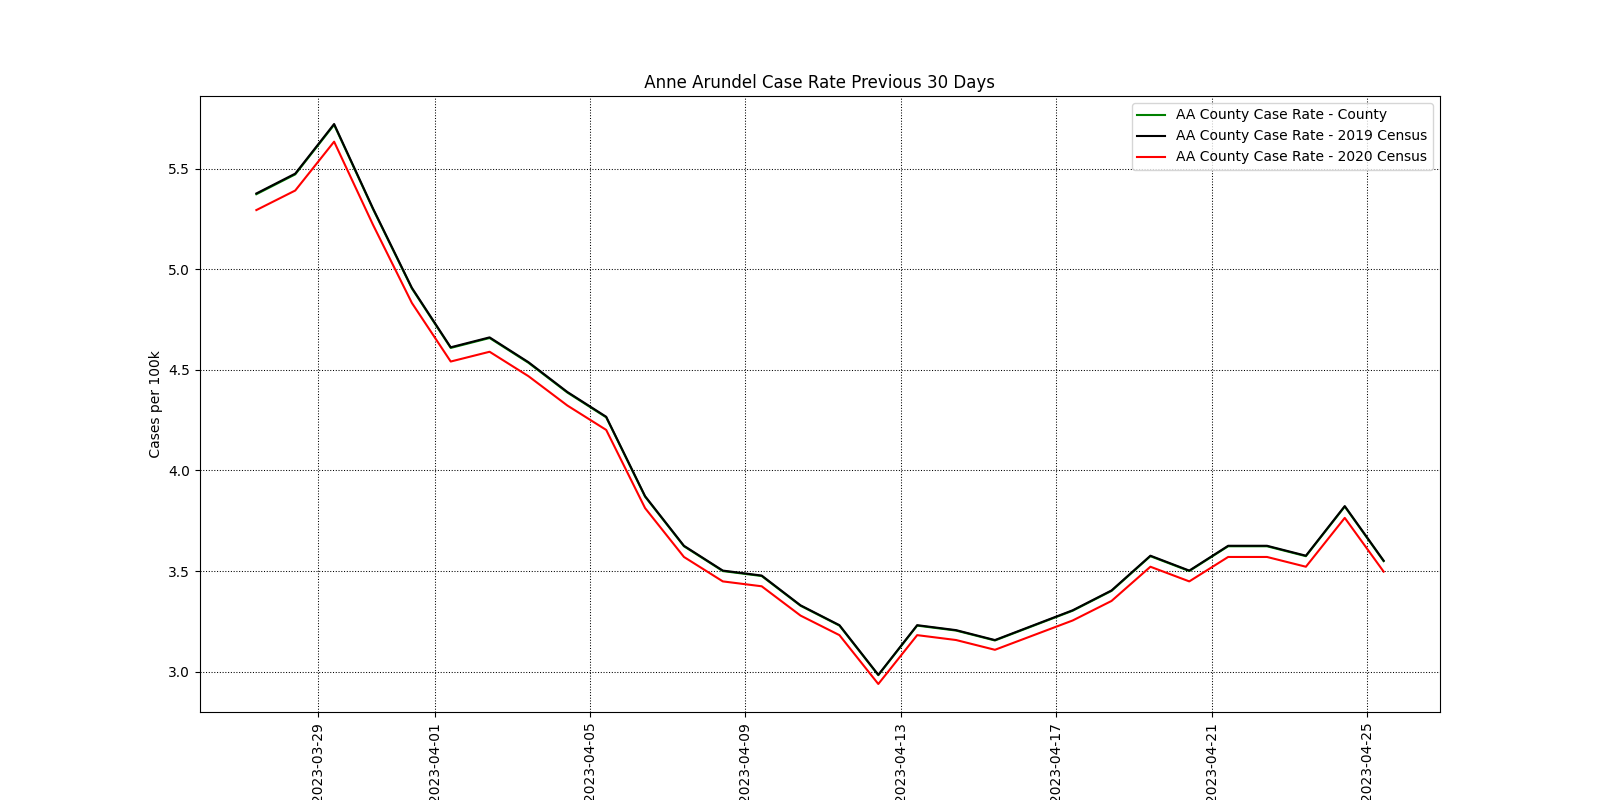 Anne Arundel Case Rate Previous 30 Days
AA County Case Rate - County
AA County Case Rate - 2019 Census
AA County Case Rate - 2020 Census
Cases per 100k
5.5
5.0
4.5
4.0
3.5
3.0
2023-03-29
2023-04-01
2023-04-05
2023-04-09
2023-04-13
2023-04-17
2023-04-21
2023-04-25